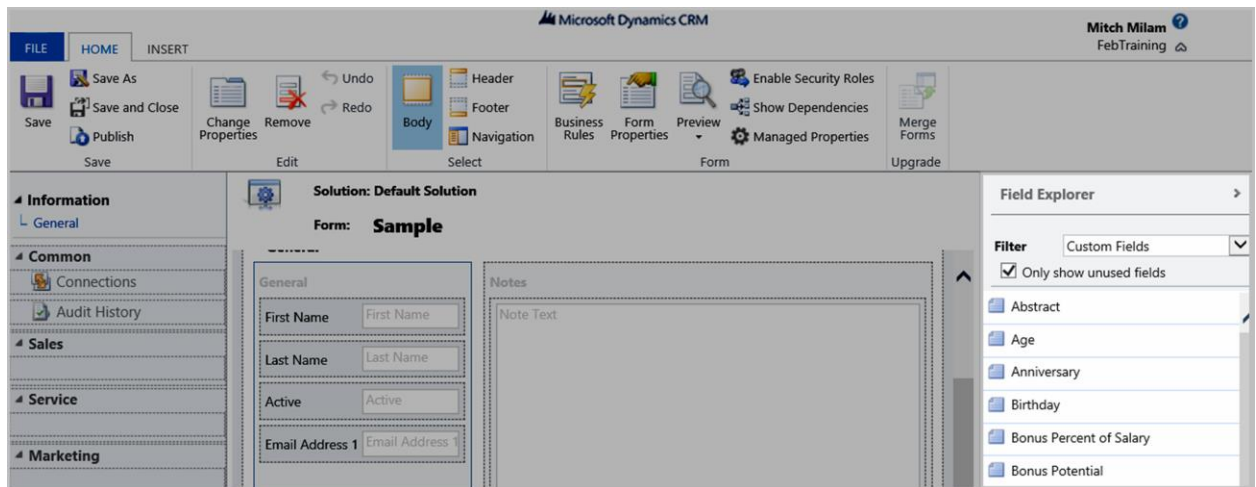 Microsoft Dynamics CRM
Mitch Milam
FebTraining
FILE HOME INSERT
Save
Save As
Save and Close
Publish
Save
Change Properties
Remove
Undo
Redo
Edit
Body
Header
Footer
Navigation
Select
Business Rules
Form Properties
Preview
Enable Security Roles
Show Dependencies
Managed Properties
Form
Merge Forms
Upgrade
Information
General
Common
Connections
Audit History
Sales
Service
Marketing
Solution: Default Solution
Form: Sample
General
General
First Name First Name
Last Name Last Name
Active Active
Email Address 1 Email Address 1
Notes
Note Text
Field Explorer
Filter Custom Fields
Only show unused fields
Abstract
Age
Anniversary
Birthday
Bonus Percent of Salary
Bonus Potential